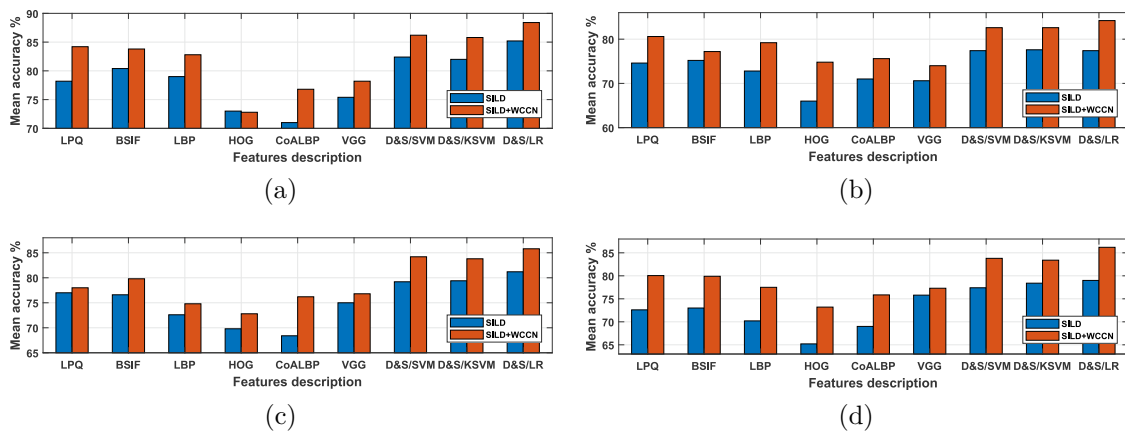 90
85
80
75
70
Mean accuracy %
SILD
SILD+WCCN
LPQ BSIF LBP HOG CoALBP VGG D&S/SVM D&S/KSVM D&S/LR
Features description
(a)
80
70
60
Mean accuracy %
SILD
SILD+WCCN
LPQ BSIF LBP HOG CoALBP VGG D&S/SVM D&S/KSVM D&S/LR
Features description
(b)
85
80
75
70
65
Mean accuracy %
SILD
SILD+WCCN
LPQ BSIF LBP HOG CoALBP VGG D&S/SVM D&S/KSVM D&S/LR
Features description
(c)
85
80
75
70
65
Mean accuracy %
SILD
SILD+WCCN
LPQ BSIF LBP HOG CoALBP VGG D&S/SVM D&S/KSVM D&S/LR
Features description
(d)